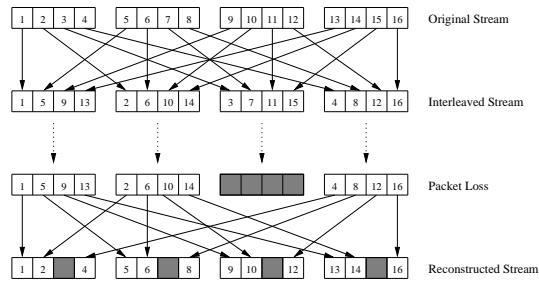 1 2 3 4 5 6 7 8 9 10 11 12 13 14 15 16 Original Stream
1 5 9 13 2 6 10 14 3 7 11 15 4 8 12 16 Interleaved Stream
1 5 9 13 2 6 10 14 4 8 12 16 Packet Loss
1 2 4 5 6 8 9 10 12 13 14 16 Reconstructed Stream